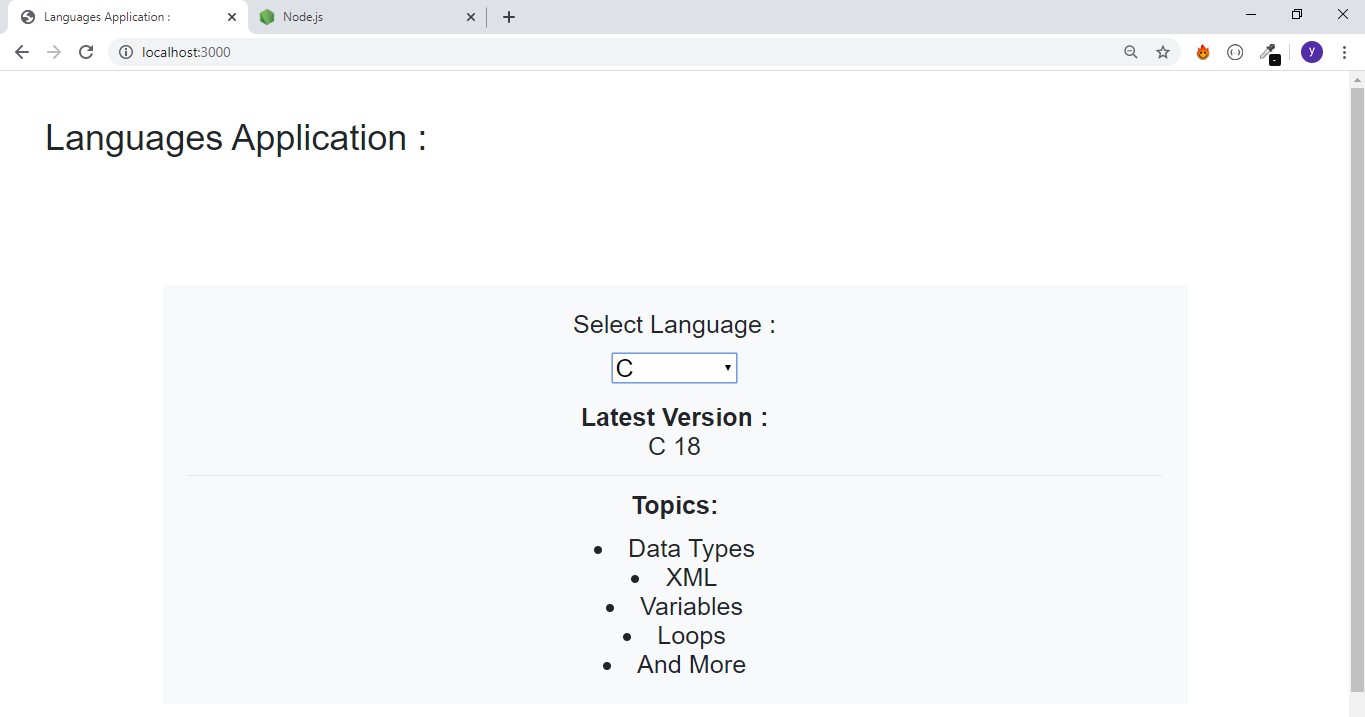 Languages Application :
Node.js
localhost:3000
y
Languages Application :
Select Language :
C
Latest Version :
C 18
Topics:
Data Types
XML
Variables
Loops
And More